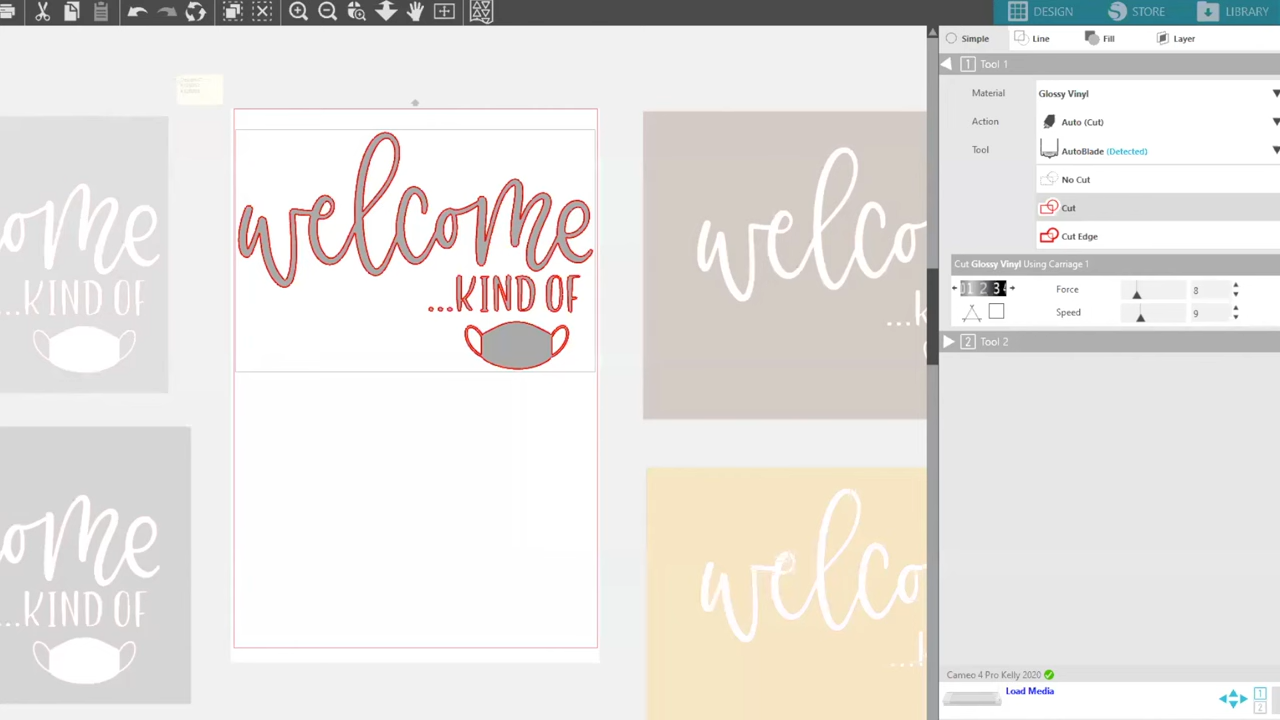 DESIGN
STORE
LIBRARY
Simple
Line
Fill
Layer
1 Tool 1
Material
Glossy Vinyl
Action
Auto (Cut)
Tool
AutoBlade (Detected)
No Cut
Cut
Cut Edge
Cut Glossy Vinyl Using Carriage 1
Force
8
Speed
9
2 Tool 2
ome
...KIND OF
welcome
...KIND OF
welco
...k
ome
...KIND OF
welco
Cameo 4 Pro Kelly 2020
Load Media
1
2